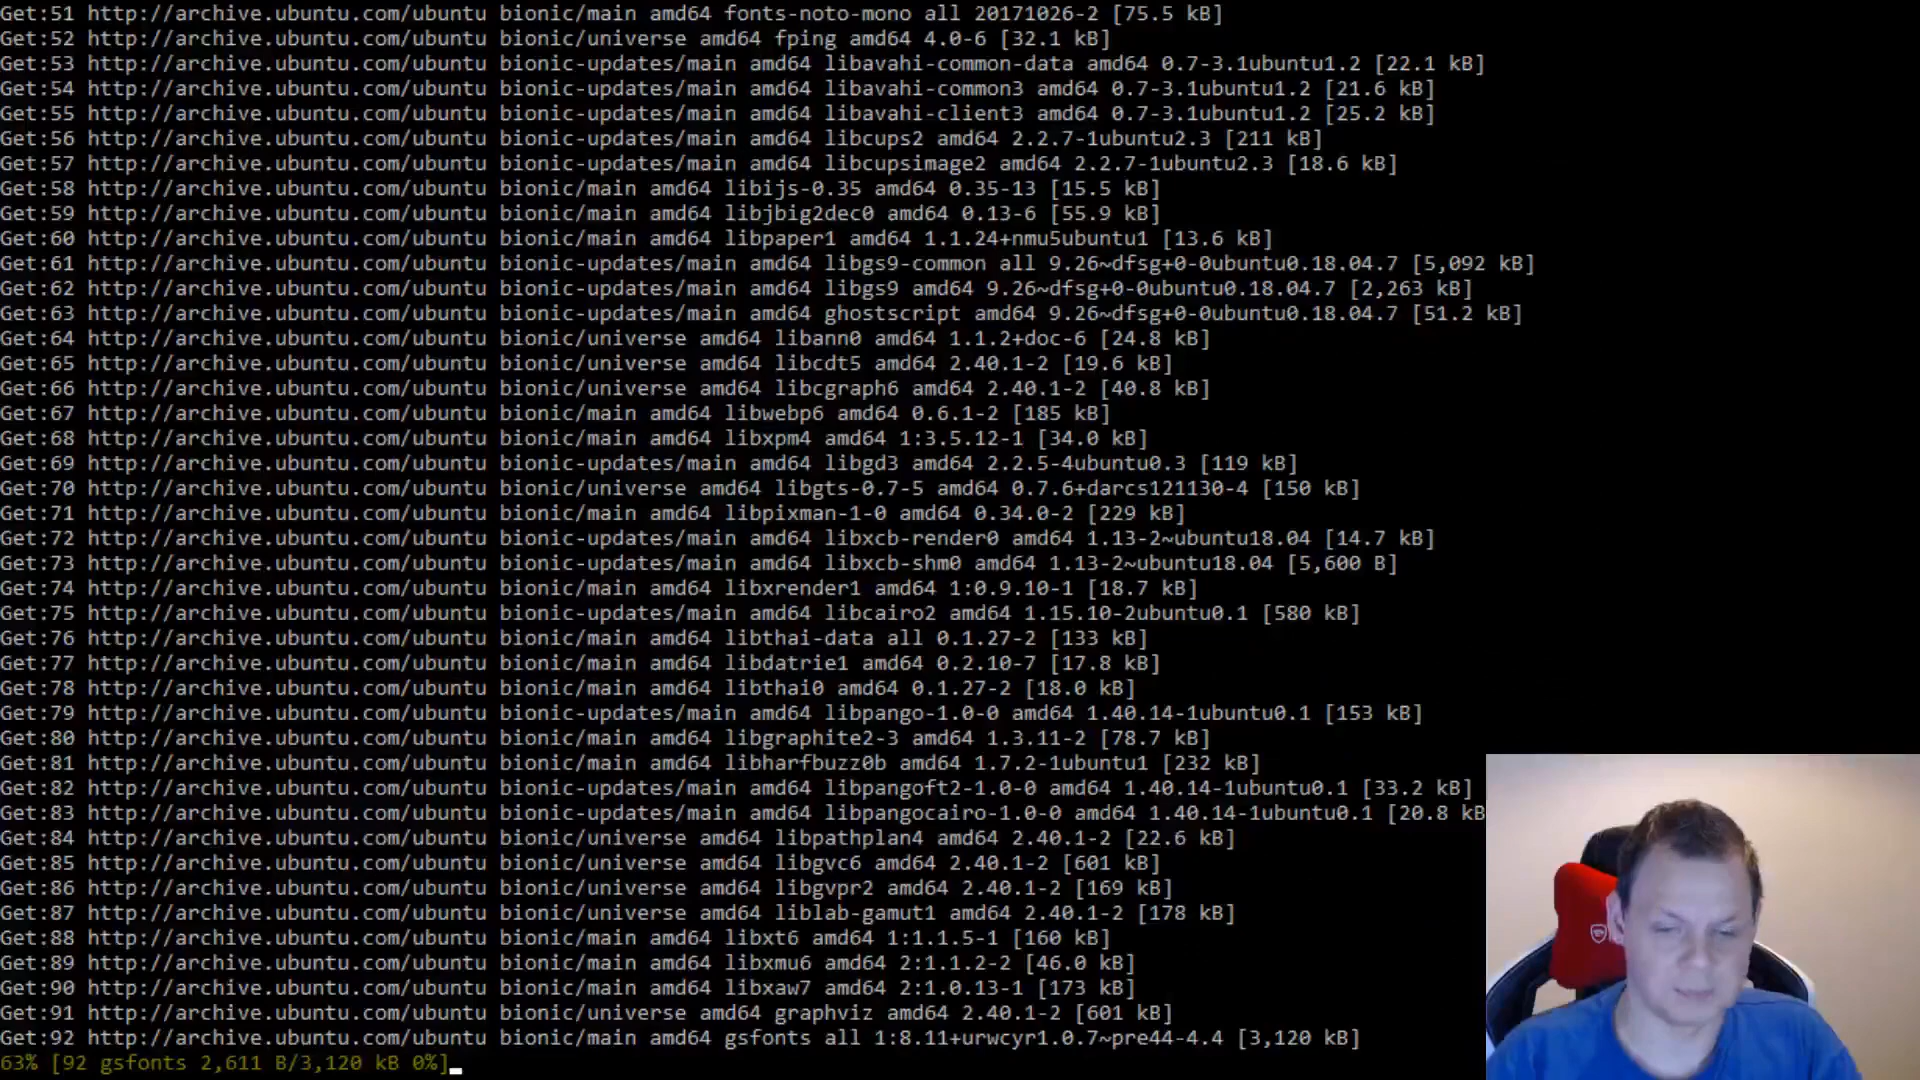 Get:51 http://archive.ubuntu.com/ubuntu bionic/main amd64 fonts-noto-mono all 20171026-2 [75.5 kB]
Get:52 http://archive.ubuntu.com/ubuntu bionic/universe amd64 fping amd64 4.0-6 [32.1 kB]
Get:53 http://archive.ubuntu.com/ubuntu bionic-updates/main amd64 libavahi-common-data amd64 0.7-3.1ubuntu1.2 [22.1 kB]
Get:54 http://archive.ubuntu.com/ubuntu bionic-updates/main amd64 libavahi-common3 amd64 0.7-3.1ubuntu1.2 [21.6 kB]
Get:55 http://archive.ubuntu.com/ubuntu bionic-updates/main amd64 libavahi-client3 amd64 0.7-3.1ubuntu1.2 [25.2 kB]
Get:56 http://archive.ubuntu.com/ubuntu bionic-updates/main amd64 libcups2 amd64 2.2.7-1ubuntu2.3 [211 kB]
Get:57 http://archive.ubuntu.com/ubuntu bionic-updates/main amd64 libcupsimage2 amd64 2.2.7-1ubuntu2.3 [18.6 kB]
Get:58 http://archive.ubuntu.com/ubuntu bionic/main amd64 libijs-0.35 amd64 0.35-13 [15.5 kB]
Get:59 http://archive.ubuntu.com/ubuntu bionic/main amd64 libjbig2dec0 amd64 0.13-6 [55.9 kB]
Get:60 http://archive.ubuntu.com/ubuntu bionic/main amd64 libpaper1 amd64 1.1.24+nmu5ubuntu1 [13.6 kB]
Get:61 http://archive.ubuntu.com/ubuntu bionic-updates/main amd64 libgs9-common all 9.26~dfsg+0-0ubuntu0.18.04.7 [5,092 kB]
Get:62 http://archive.ubuntu.com/ubuntu bionic-updates/main amd64 libgs9 amd64 9.26~dfsg+0-0ubuntu0.18.04.7 [2,263 kB]
Get:63 http://archive.ubuntu.com/ubuntu bionic-updates/main amd64 ghostscript amd64 9.26~dfsg+0-0ubuntu0.18.04.7 [51.2 kB]
Get:64 http://archive.ubuntu.com/ubuntu bionic/universe amd64 libann0 amd64 1.1.2+doc-6 [24.8 kB]
Get:65 http://archive.ubuntu.com/ubuntu bionic/universe amd64 libcdt5 amd64 2.40.1-2 [19.6 kB]
Get:66 http://archive.ubuntu.com/ubuntu bionic/universe amd64 libcgraph6 amd64 2.40.1-2 [40.8 kB]
Get:67 http://archive.ubuntu.com/ubuntu bionic/main amd64 libwebp6 amd64 0.6.1-2 [185 kB]
Get:68 http://archive.ubuntu.com/ubuntu bionic/main amd64 libxpm4 amd64 1:3.5.12-1 [34.0 kB]
Get:69 http://archive.ubuntu.com/ubuntu bionic-updates/main amd64 libgd3 amd64 2.2.5-4ubuntu0.3 [119 kB]
Get:70 http://archive.ubuntu.com/ubuntu bionic/universe amd64 libgts-0.7-5 amd64 0.7.6+darcs121130-4 [150 kB]
Get:71 http://archive.ubuntu.com/ubuntu bionic/main amd64 libpixman-1-0 amd64 0.34.0-2 [229 kB]
Get:72 http://archive.ubuntu.com/ubuntu bionic-updates/main amd64 libxcb-render0 amd64 1.13-2~ubuntu18.04 [14.7 kB]
Get:73 http://archive.ubuntu.com/ubuntu bionic-updates/main amd64 libxcb-shm0 amd64 1.13-2~ubuntu18.04 [5,600 B]
Get:74 http://archive.ubuntu.com/ubuntu bionic/main amd64 libxrender1 amd64 1:0.9.10-1 [18.7 kB]
Get:75 http://archive.ubuntu.com/ubuntu bionic-updates/main amd64 libcairo2 amd64 1.15.10-2ubuntu0.1 [580 kB]
Get:76 http://archive.ubuntu.com/ubuntu bionic/main amd64 libthai-data all 0.1.27-2 [133 kB]
Get:77 http://archive.ubuntu.com/ubuntu bionic/main amd64 libdatrie1 amd64 0.2.10-7 [17.8 kB]
Get:78 http://archive.ubuntu.com/ubuntu bionic/main amd64 libthai0 amd64 0.1.27-2 [18.0 kB]
Get:79 http://archive.ubuntu.com/ubuntu bionic-updates/main amd64 libpango-1.0-0 amd64 1.40.14-1ubuntu0.1 [153 kB]
Get:80 http://archive.ubuntu.com/ubuntu bionic/main amd64 libgraphite2-3 amd64 1.3.11-2 [78.7 kB]
Get:81 http://archive.ubuntu.com/ubuntu bionic/main amd64 libharfbuzz0b amd64 1.7.2-1ubuntu1 [232 kB]
Get:82 http://archive.ubuntu.com/ubuntu bionic-updates/main amd64 libpangoft2-1.0-0 amd64 1.40.14-1ubuntu0.1 [33.2 kB]
Get:83 http://archive.ubuntu.com/ubuntu bionic-updates/main amd64 libpangocairo-1.0-0 amd64 1.40.14-1ubuntu0.1 [20.8 kB
Get:84 http://archive.ubuntu.com/ubuntu bionic/universe amd64 libpathplan4 amd64 2.40.1-2 [22.6 kB]
Get:85 http://archive.ubuntu.com/ubuntu bionic/universe amd64 libgvc6 amd64 2.40.1-2 [601 kB]
Get:86 http://archive.ubuntu.com/ubuntu bionic/universe amd64 libgvpr2 amd64 2.40.1-2 [169 kB]
Get:87 http://archive.ubuntu.com/ubuntu bionic/universe amd64 liblab-gamut1 amd64 2.40.1-2 [178 kB]
Get:88 http://archive.ubuntu.com/ubuntu bionic/main amd64 libxt6 amd64 1:1.1.5-1 [160 kB]
Get:89 http://archive.ubuntu.com/ubuntu bionic/main amd64 libxmu6 amd64 2:1.1.2-2 [46.0 kB]
Get:90 http://archive.ubuntu.com/ubuntu bionic/main amd64 libxaw7 amd64 2:1.0.13-1 [173 kB]
Get:91 http://archive.ubuntu.com/ubuntu bionic/universe amd64 graphviz amd64 2.40.1-2 [601 kB]
Get:92 http://archive.ubuntu.com/ubuntu bionic/main amd64 gsfonts all 1:8.11+urwcyr1.0.7~pre44-4.4 [3,120 kB]
63% [92 gsfonts 2,611 B/3,120 kB 0%]